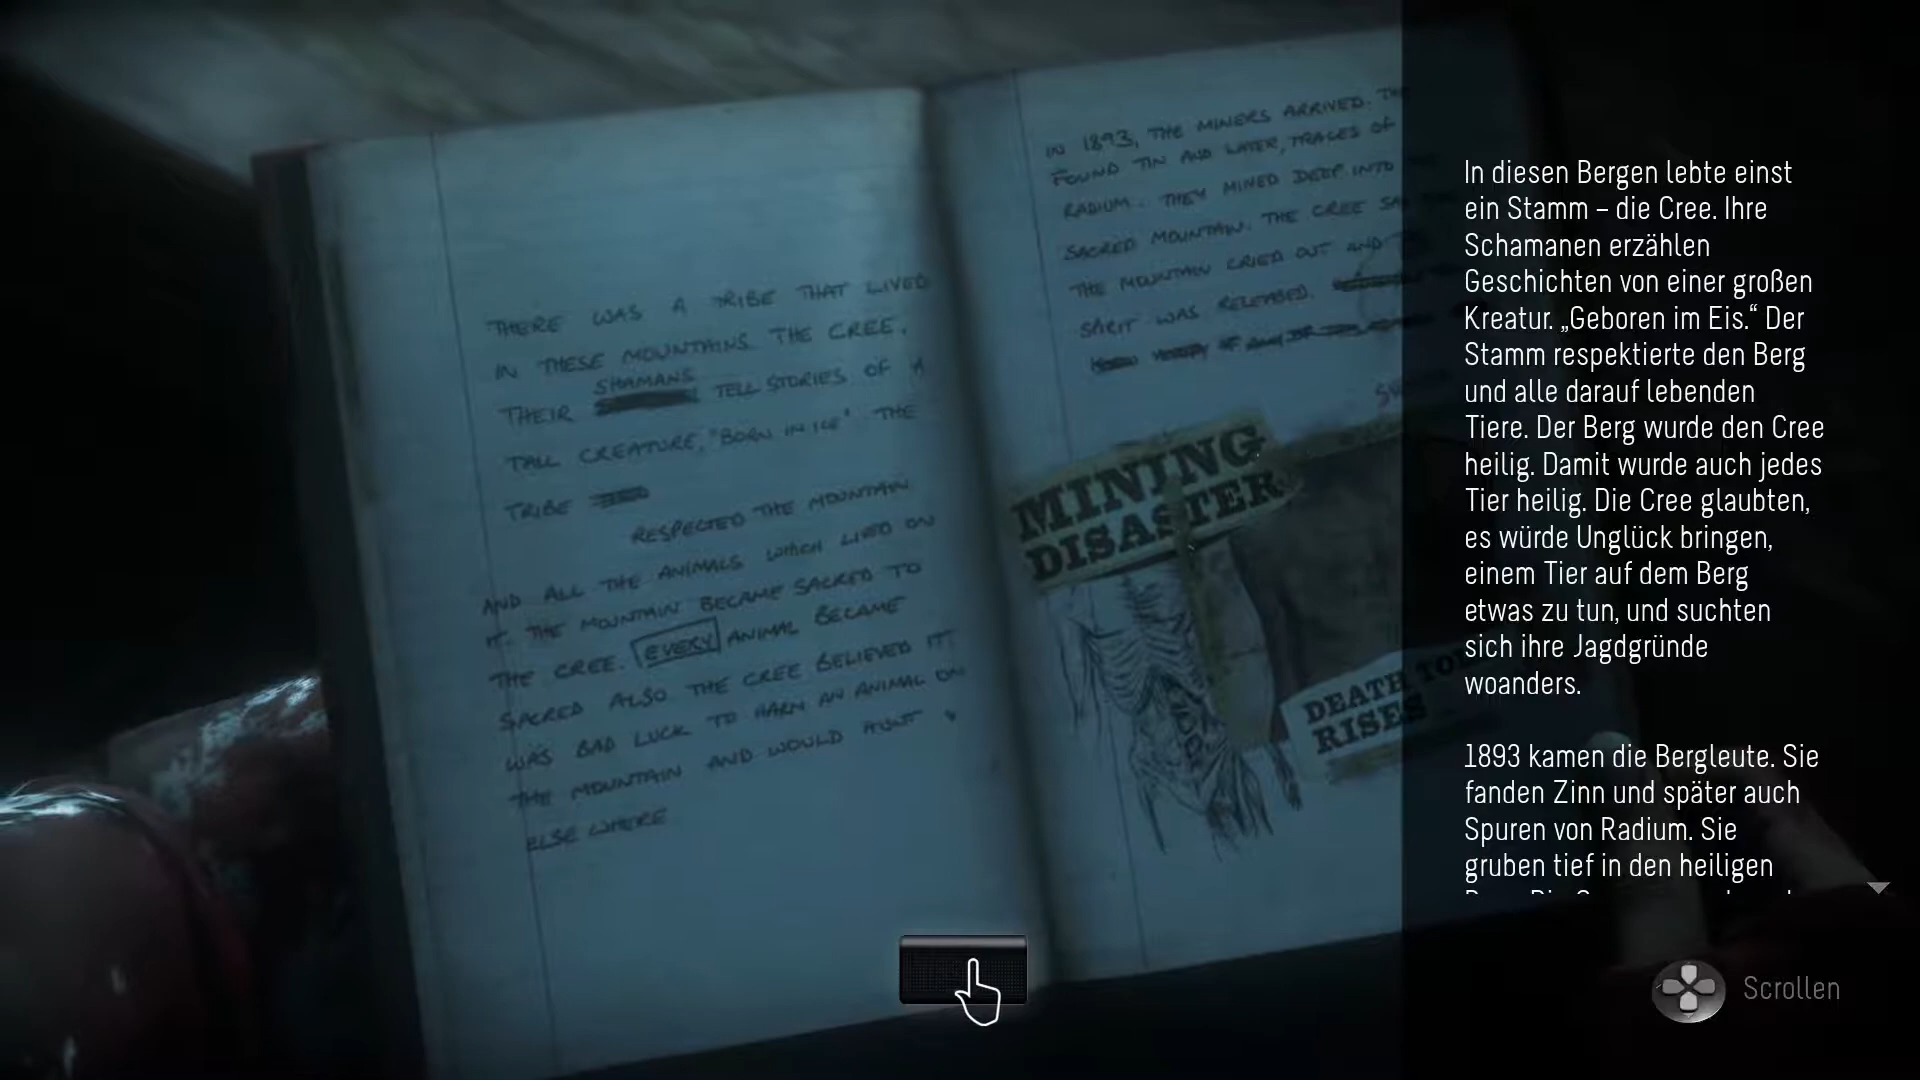 THERE WAS A TRIBE THAT LIVED
IN THESE MOUNTAINS. THE CREE.
SHAMANS
THEIR TELL STORIES OF A
TALL CREATURE, "BORN IN ICE" THE
TRIBE
RESPECTED THE MOUNTAIN
AND ALL THE ANIMALS WHICH LIVED ON
IT. THE MOUNTAIN BECAME SACRED TO
THE CREE. EVERY ANIMAL BECAME
SACRED ALSO THE CREE BELIEVED IT
WAS BAD LUCK TO HARM AN ANIMAL ON
THE MOUNTAIN AND WOULD HUNT
ELSE WHERE
IN 1893, THE MINERS ARRIVED. THE
FOUND TIN AND LATER, TRACES OF
RADIUM. THEY MINED DEEP INTO
SACRED MOUNTAIN. THE CREE
THE MOUNTAIN CRIED OUT AND
SPIRIT WAS RELEASED.
MINING
DISASTER
DEATH TOLL
RISES
In diesen Bergen lebte einst
ein Stamm – die Cree. Ihre
Schamanen erzählen
Geschichten von einer großen
Kreatur. „Geboren im Eis.“ Der
Stamm respektierte den Berg
und alle darauf lebenden
Tiere. Der Berg wurde den Cree
heilig. Damit wurde auch jedes
Tier heilig. Die Cree glaubten,
es würde Unglück bringen,
einem Tier auf dem Berg
etwas zu tun, und suchten
sich ihre Jagdgründe
woanders.
1893 kamen die Bergleute. Sie
fanden Zinn und später auch
Spuren von Radium. Sie
gruben tief in den heiligen
Scrollen